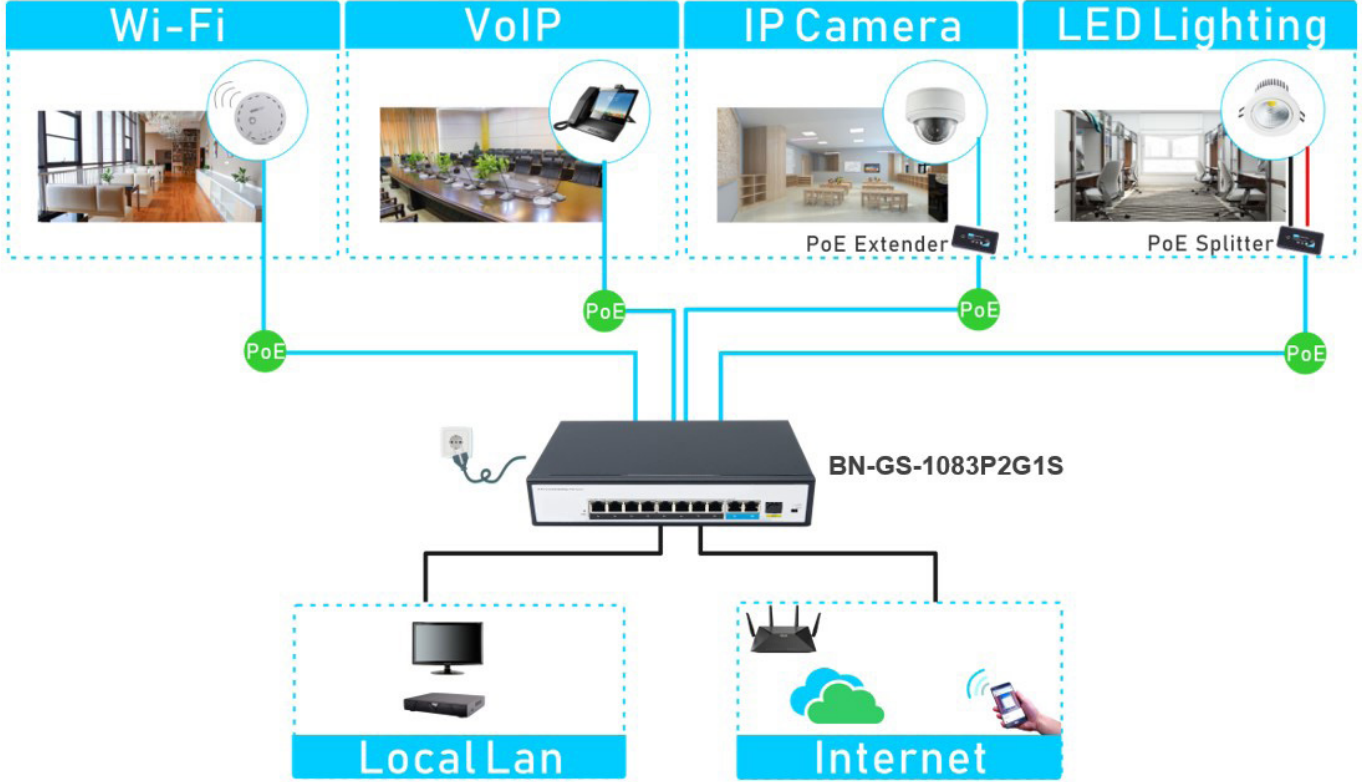 Wi-Fi
VoIP
IP Camera
LED Lighting
PoE Extender
PoE Splitter
PoE
PoE
PoE
PoE
BN-GS-1083P2G1S
Local Lan
Internet